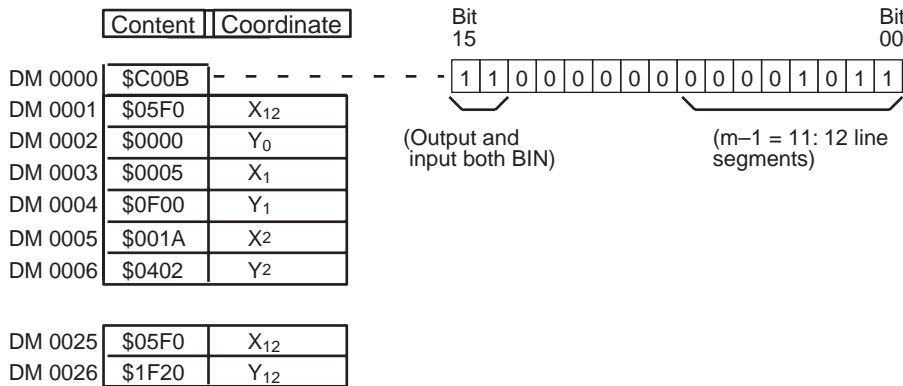 Content Coordinate
Bit 15
Bit 00
DM 0000 $C00B - - - - - - - - - 1 1 0 0 0 0 0 0 0 0 0 0 1 0 1 1
DM 0001 $05F0 X12
DM 0002 $0000 Y0
DM 0003 $0005 X1
DM 0004 $0F00 Y1
DM 0005 $001A X2
DM 0006 $0402 Y2
(Output and
input both BIN)
(m–1 = 11: 12 line
segments)
DM 0025 $05F0 X12
DM 0026 $1F20 Y12